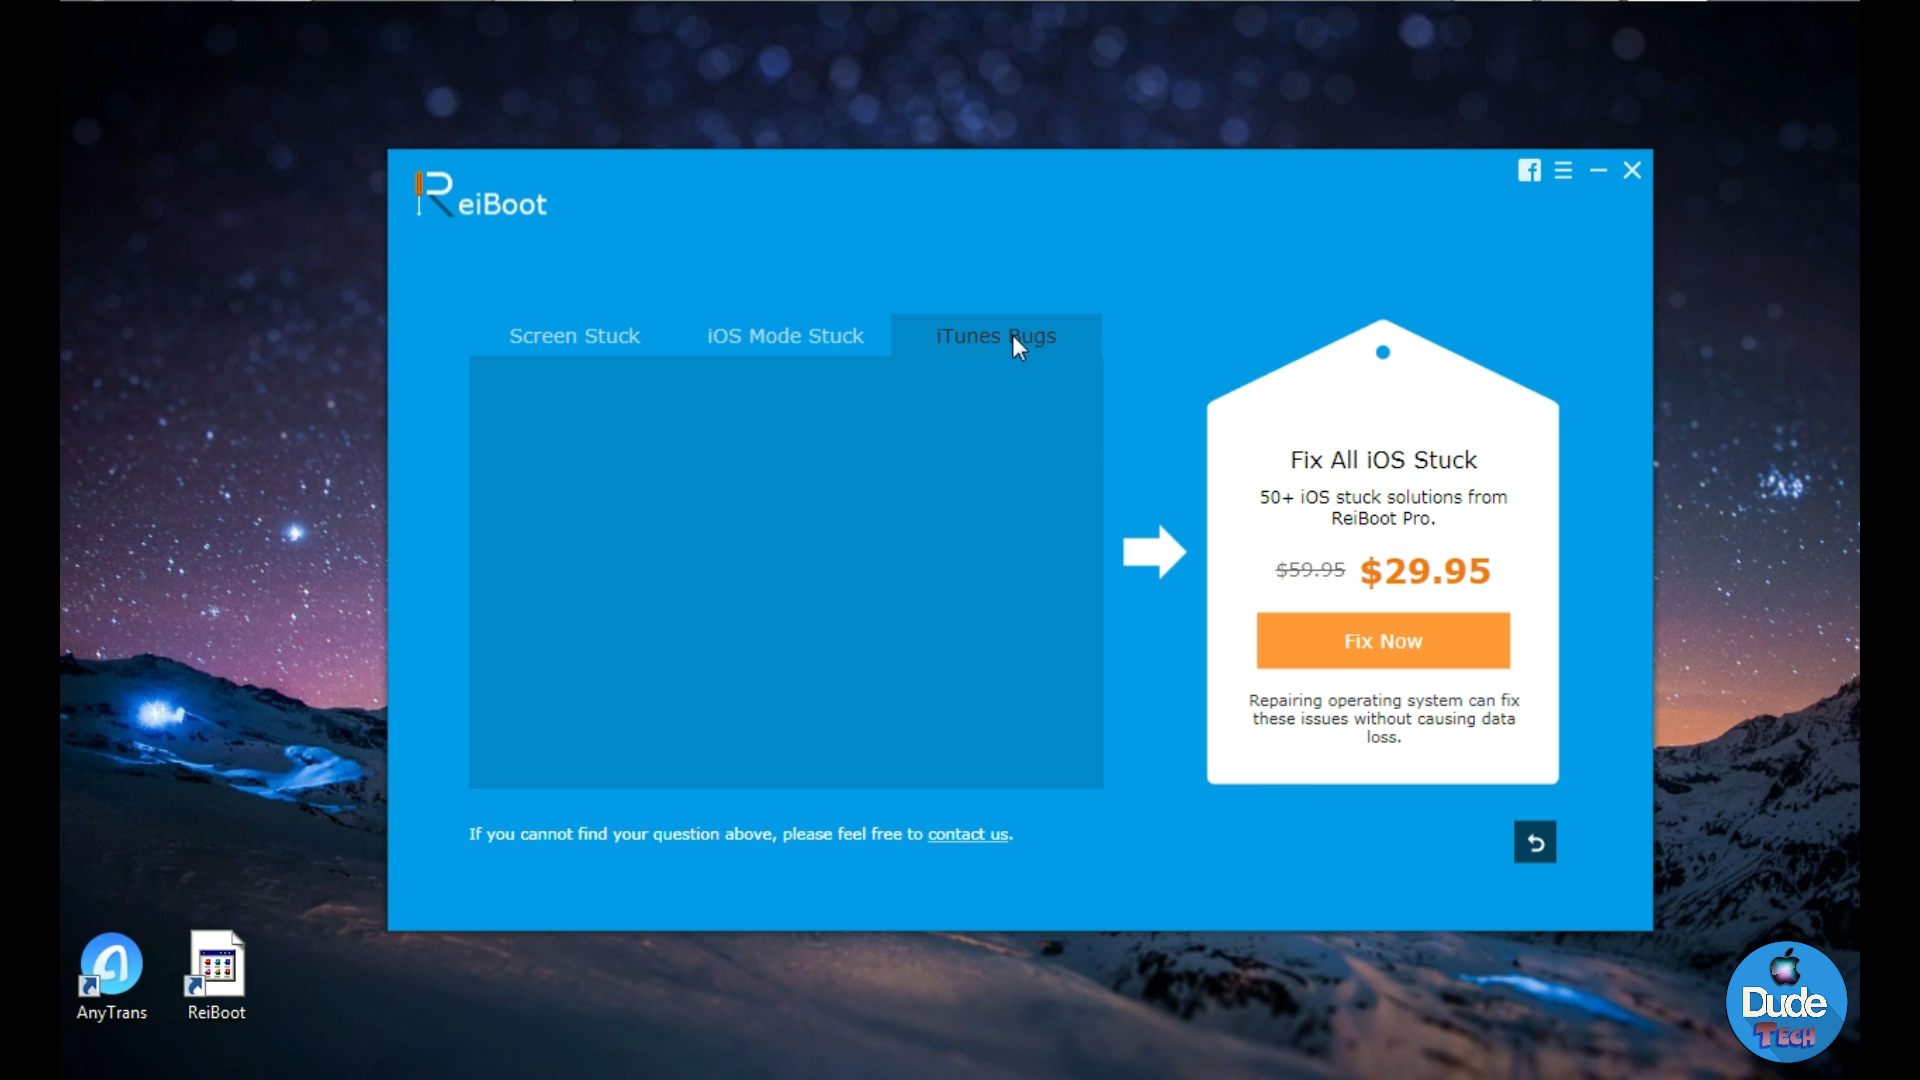 ReiBoot
Screen Stuck
iOS Mode Stuck
iTunes Bugs
Fix All iOS Stuck
50+ iOS stuck solutions from
ReiBoot Pro.
$59.95 $29.95
Fix Now
Repairing operating system can fix
these issues without causing data
loss.
If you cannot find your question above, please feel free to contact us.
AnyTrans
ReiBoot
Dude
TECH